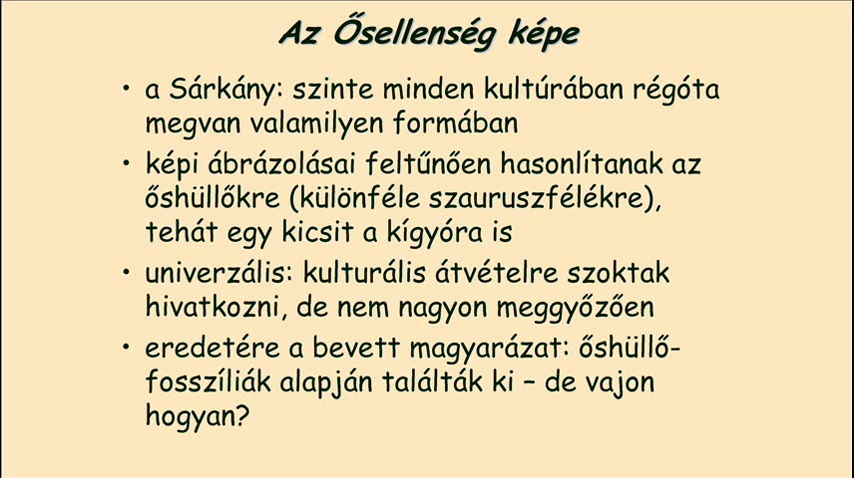 Az Ősellenség képe
• a Sárkány: szinte minden kultúrában régóta
megvan valamilyen formában
• képi ábrázolásai feltűnően hasonlítanak az
őshüllőkre (különféle szauruszfélékre),
tehát egy kicsit a kígyóra is
• univerzális: kulturális átvételre szoktak
hivatkozni, de nem nagyon meggyőzően
• eredetére a bevett magyarázat: őshüllő-
fosszíliák alapján találták ki – de vajon
hogyan?